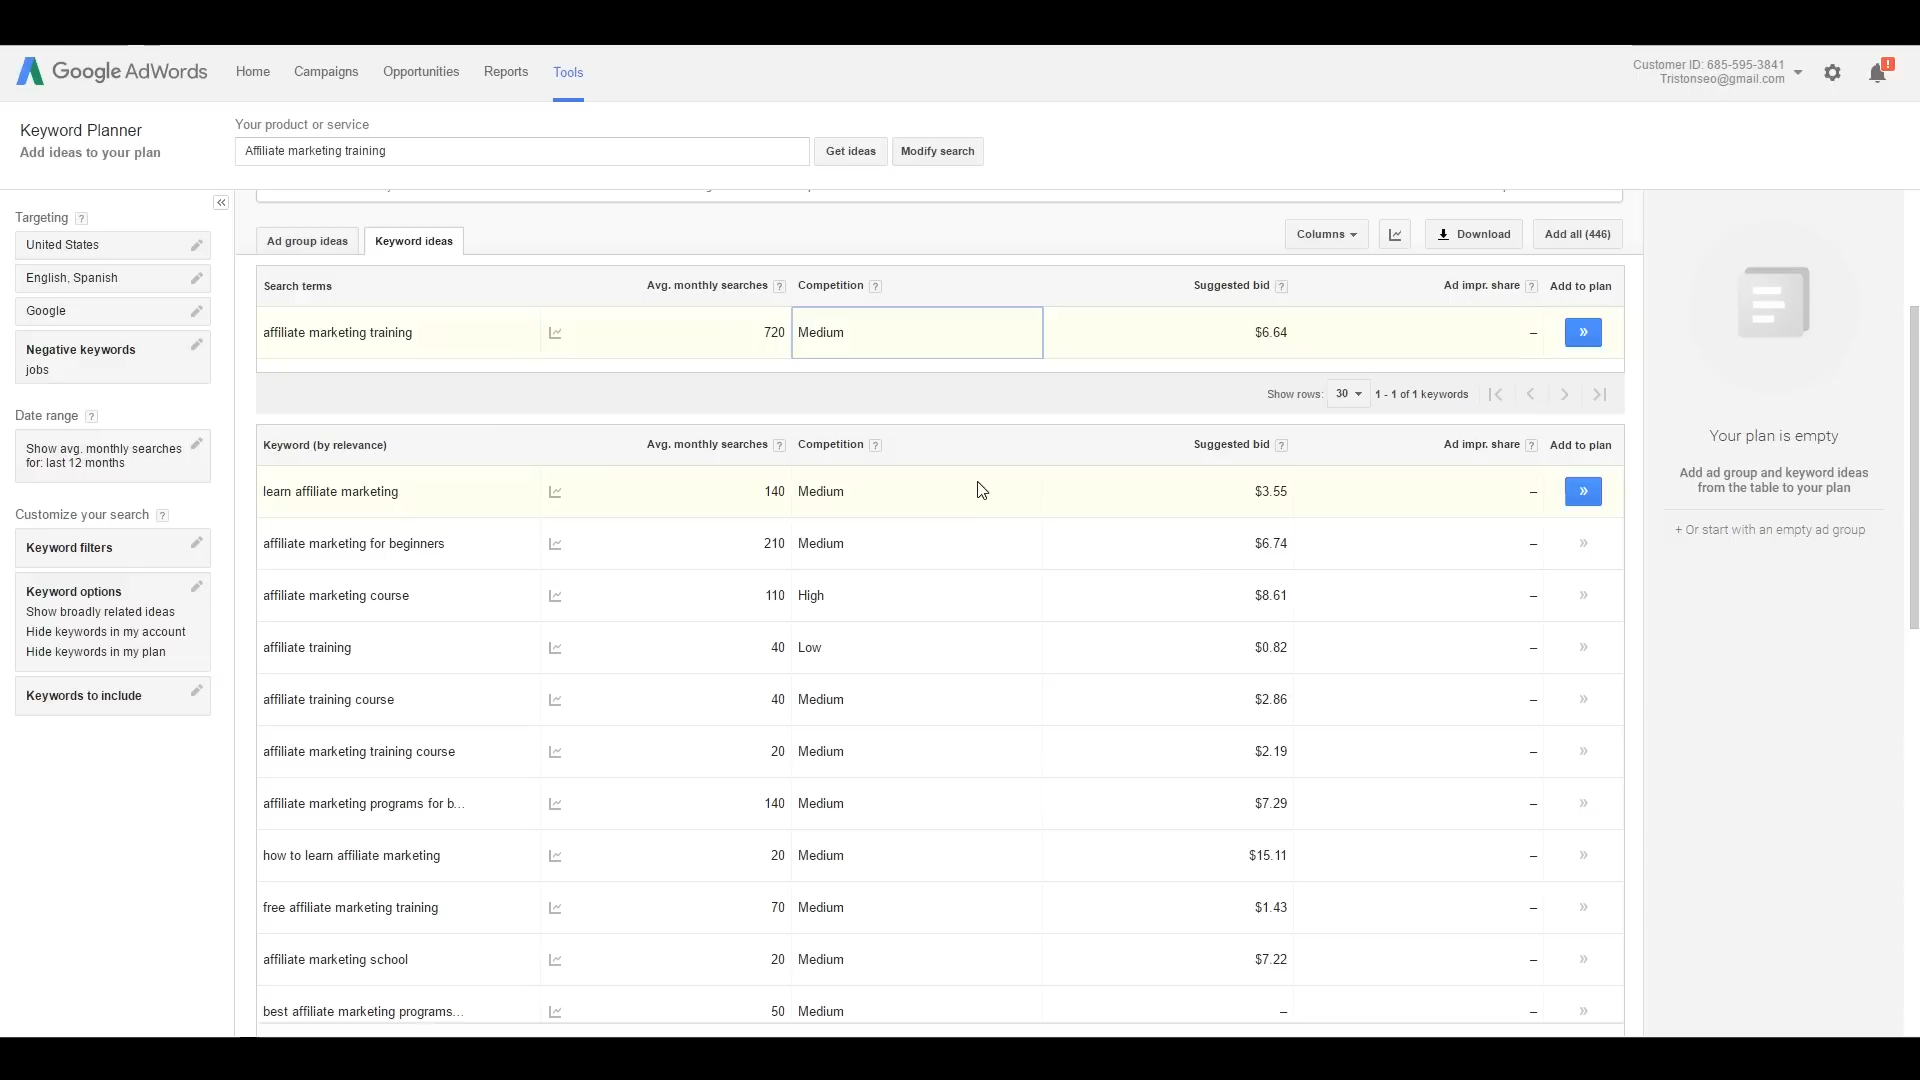 Google AdWords
Home Campaigns Opportunities Reports Tools
Customer ID: 685-595-3841
Tristonseo@gmail.com
!
Keyword Planner
Add ideas to your plan
Your product or service
Affiliate marketing training
Get ideas
Modify search
Targeting ?
United States
English, Spanish
Google
Negative keywords
jobs
Date range ?
Show avg. monthly searches
for: last 12 months
Customize your search ?
Keyword filters
Keyword options
Show broadly related ideas
Hide keywords in my account
Hide keywords in my plan
Keywords to include
Ad group ideas Keyword ideas
Columns Download Add all (446)
Search terms Avg. monthly searches ? Competition ? Suggested bid ? Ad impr. share ? Add to plan
affiliate marketing training 720 Medium $6.64 – »
Show rows: 30 1 - 1 of 1 keywords
Keyword (by relevance) Avg. monthly searches ? Competition ? Suggested bid ? Ad impr. share ? Add to plan
learn affiliate marketing 140 Medium $3.55 – »
affiliate marketing for beginners 210 Medium $6.74 – »
affiliate marketing course 110 High $8.61 – »
affiliate training 40 Low $0.82 – »
affiliate training course 40 Medium $2.86 – »
affiliate marketing training course 20 Medium $2.19 – »
affiliate marketing programs for b... 140 Medium $7.29 – »
how to learn affiliate marketing 20 Medium $15.11 – »
free affiliate marketing training 70 Medium $1.43 – »
affiliate marketing school 20 Medium $7.22 – »
best affiliate marketing programs... 50 Medium – – »
Your plan is empty
Add ad group and keyword ideas
from the table to your plan
+ Or start with an empty ad group